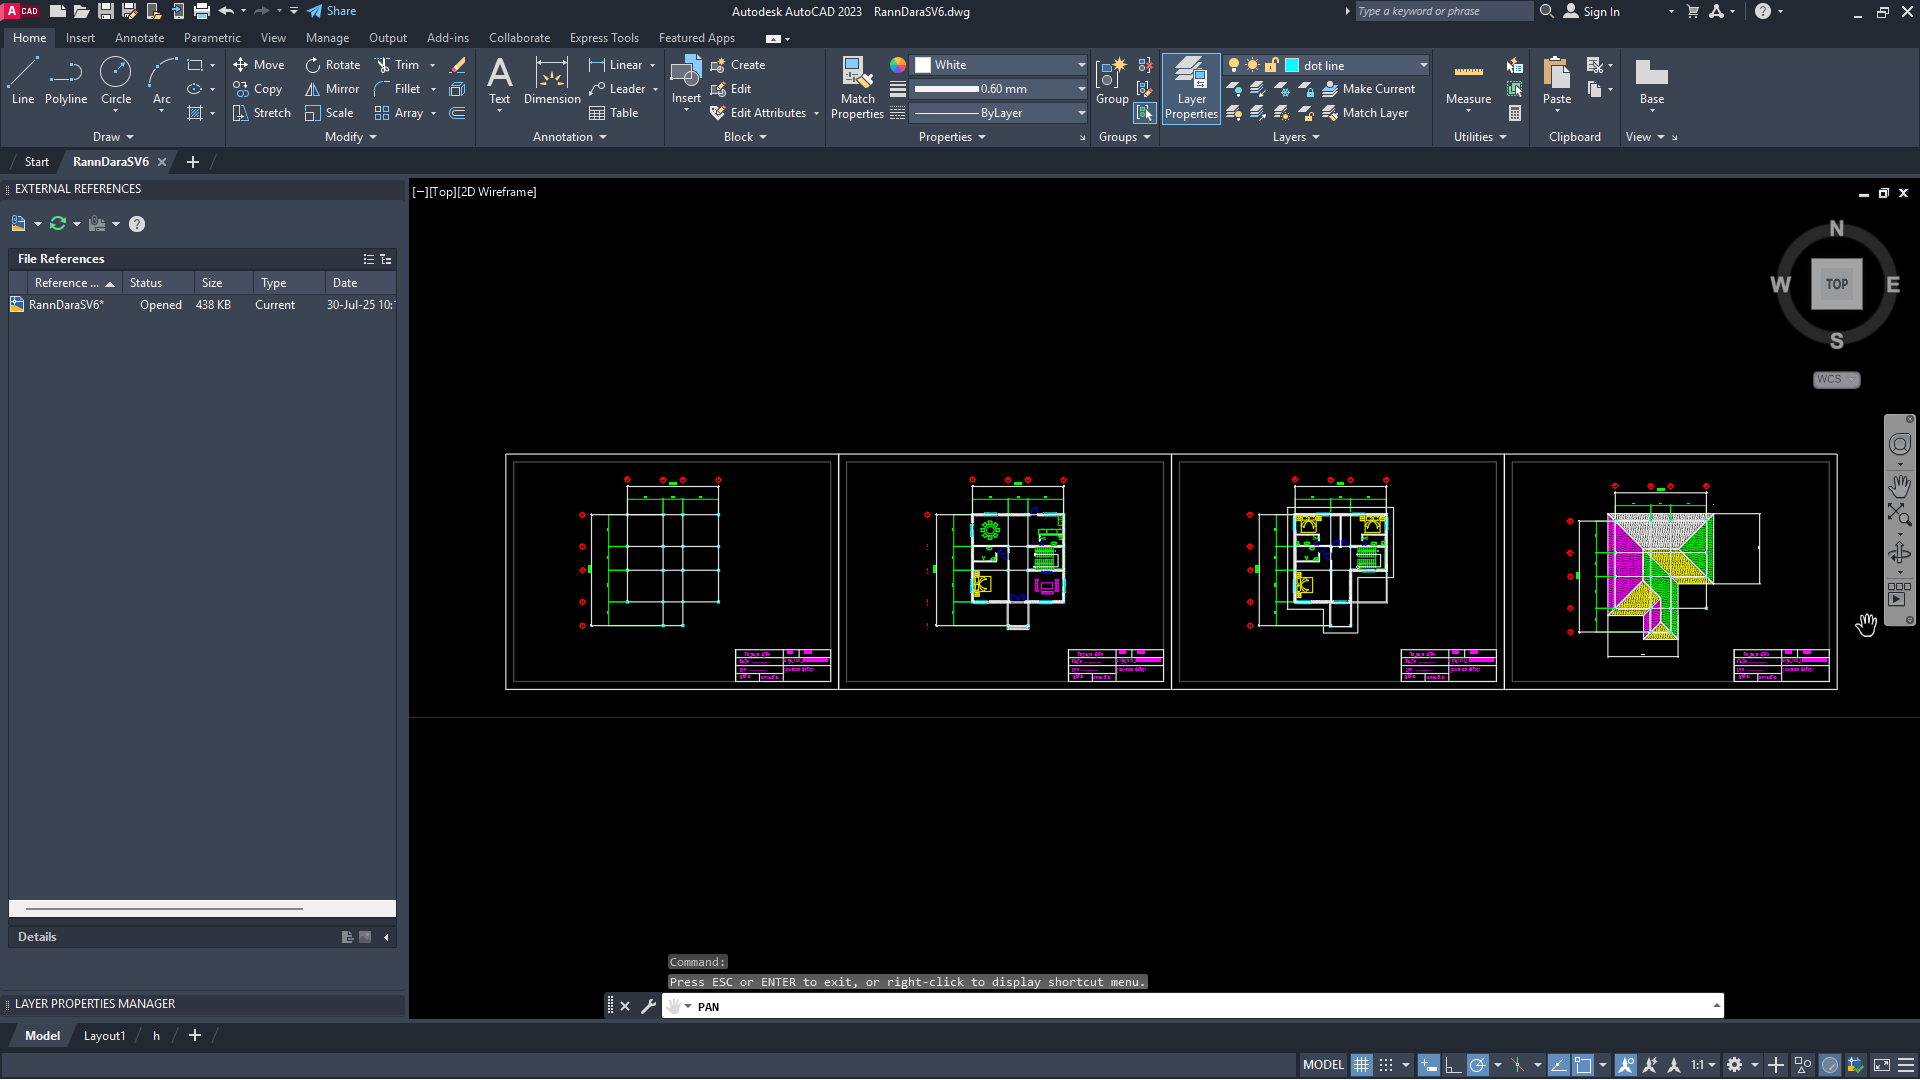 A CAD
Share
Autodesk AutoCAD 2023 RannDaraSV6.dwg
Type a keyword or phrase
Sign In
Home Insert Annotate Parametric View Manage Output Add-ins Collaborate Express Tools Featured Apps
Line Polyline Circle Arc
Draw
Move Rotate Trim
Copy Mirror Fillet
Stretch Scale Array
Modify
Text Dimension
Linear
Leader
Table
Annotation
Insert
Create
Edit
Edit Attributes
Block
Match Properties
White
0.60 mm
ByLayer
Properties
Group
Groups
Layer Properties
dot line
Make Current
Match Layer
Layers
Measure
Utilities
Paste
Clipboard
Base
View
Start RannDaraSV6
EXTERNAL REFERENCES
File References
Reference ... Status Size Type Date
RannDaraSV6* Opened 438 KB Current 30-Jul-25 10:
Details
LAYER PROPERTIES MANAGER
[−][Top][2D Wireframe]
N
W TOP E
S
WCS
Command:
Press ESC or ENTER to exit, or right-click to display shortcut menu.
PAN
Model Layout1 h
MODEL 1:1